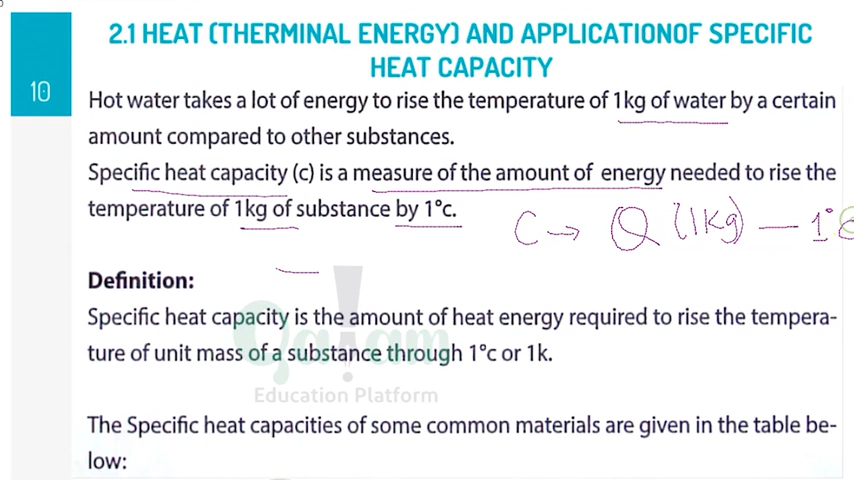 2.1 HEAT (THERMINAL ENERGY) AND APPLICATIONOF SPECIFIC
HEAT CAPACITY
10
Hot water takes a lot of energy to rise the temperature of 1kg of water by a certain
amount compared to other substances.
Specific heat capacity (c) is a measure of the amount of energy needed to rise the
temperature of 1kg of substance by 1°c.
C → Q (1kg) — 1°c
Definition:
Specific heat capacity is the amount of heat energy required to rise the tempera-
ture of unit mass of a substance through 1°c or 1k.
Qalam
Education Platform
The Specific heat capacities of some common materials are given in the table be-
low: